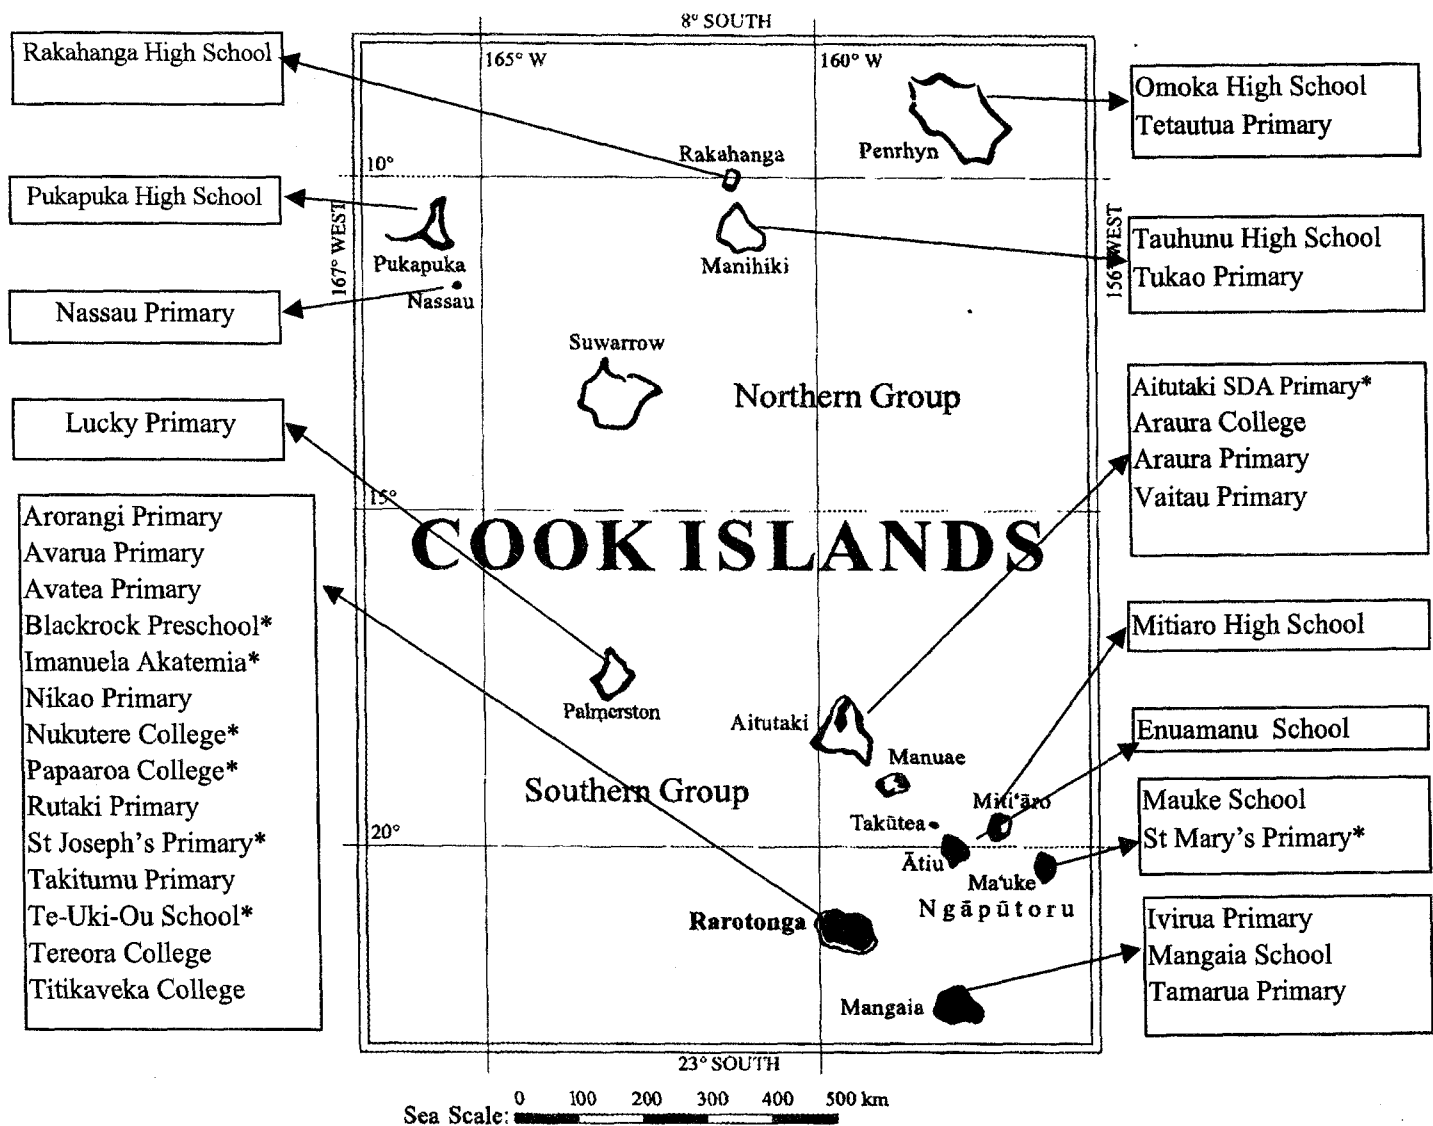 8° SOUTH
165° W
160° W
Rakahanga High School
Omoka High School
Tetautua Primary
Penrhyn
Rakahanga
10°
Pukapuka High School
167° WEST
156° WEST
Tauhunu High School
Tukao Primary
Pukapuka
Manihiki
Nassau
Nassau Primary
Suwarrow
Northern Group
Aitutaki SDA Primary*
Araura College
Araura Primary
Vaitau Primary
Lucky Primary
15°
COOK ISLANDS
Arorangi Primary
Avarua Primary
Avatea Primary
Blackrock Preschool*
Imanuela Akatemia*
Nikao Primary
Nukutere College*
Papaaroa College*
Rutaki Primary
St Joseph's Primary*
Takitumu Primary
Te-Uki-Ou School*
Tereora College
Titikaveka College
Mitiaro High School
Palmerston
Aitutaki
Enuamanu School
Manuae
Southern Group
Miti'āro
Mauke School
St Mary's Primary*
Takūtea
20°
Ātiu
Ma'uke
Ngāpūtoru
Rarotonga
Ivirua Primary
Mangaia School
Tamarua Primary
Mangaia
23° SOUTH
Sea Scale: 0 100 200 300 400 500 km